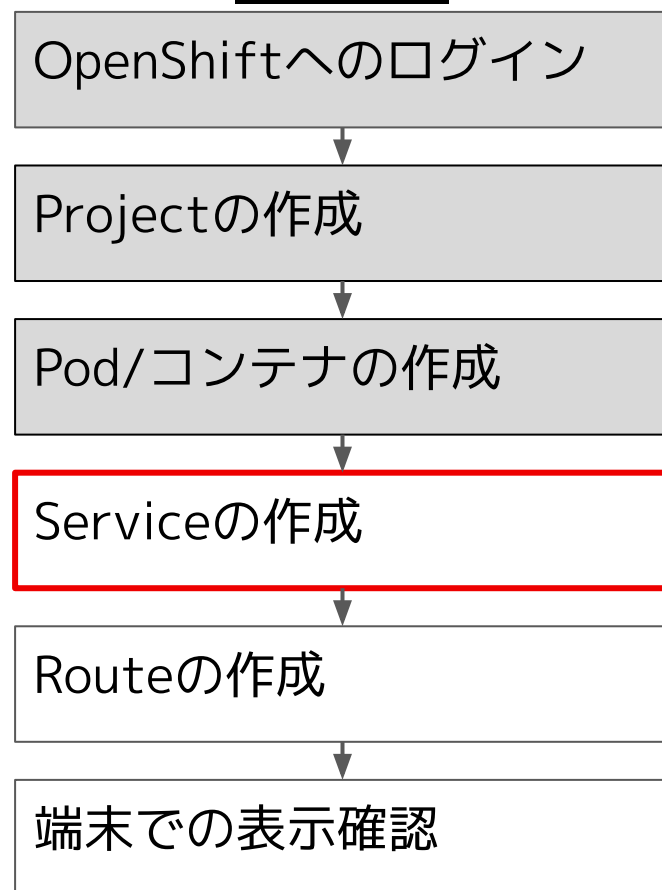 OpenShiftへのログイン
Projectの作成
Pod/コンテナの作成
Serviceの作成
Routeの作成
端末での表示確認